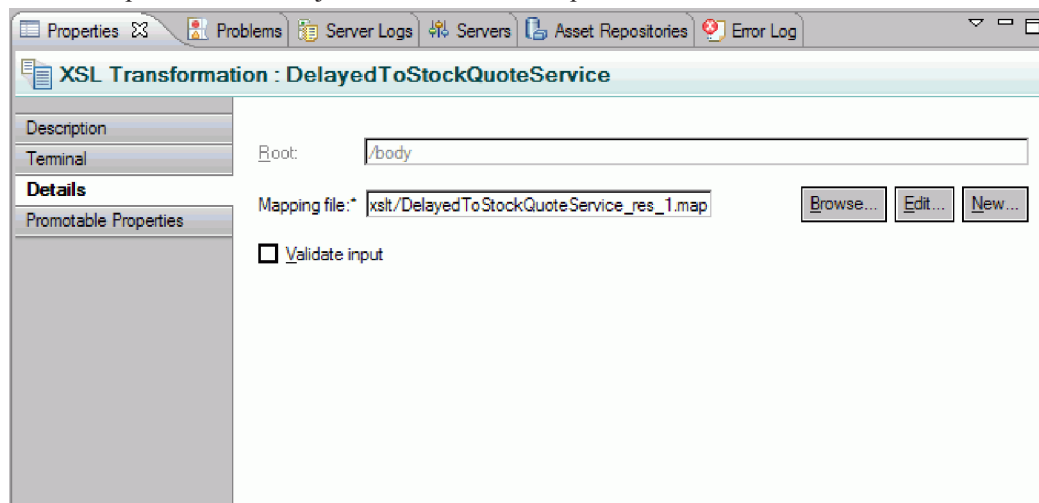 Properties Problems Server Logs Servers Asset Repositories Error Log
XSL Transformation : DelayedToStockQuoteService
Description
Terminal
Root: /body
Details
Mapping file:* xslt/DelayedToStockQuoteService_res_1.map Browse... Edit... New...
Promotable Properties
Validate input